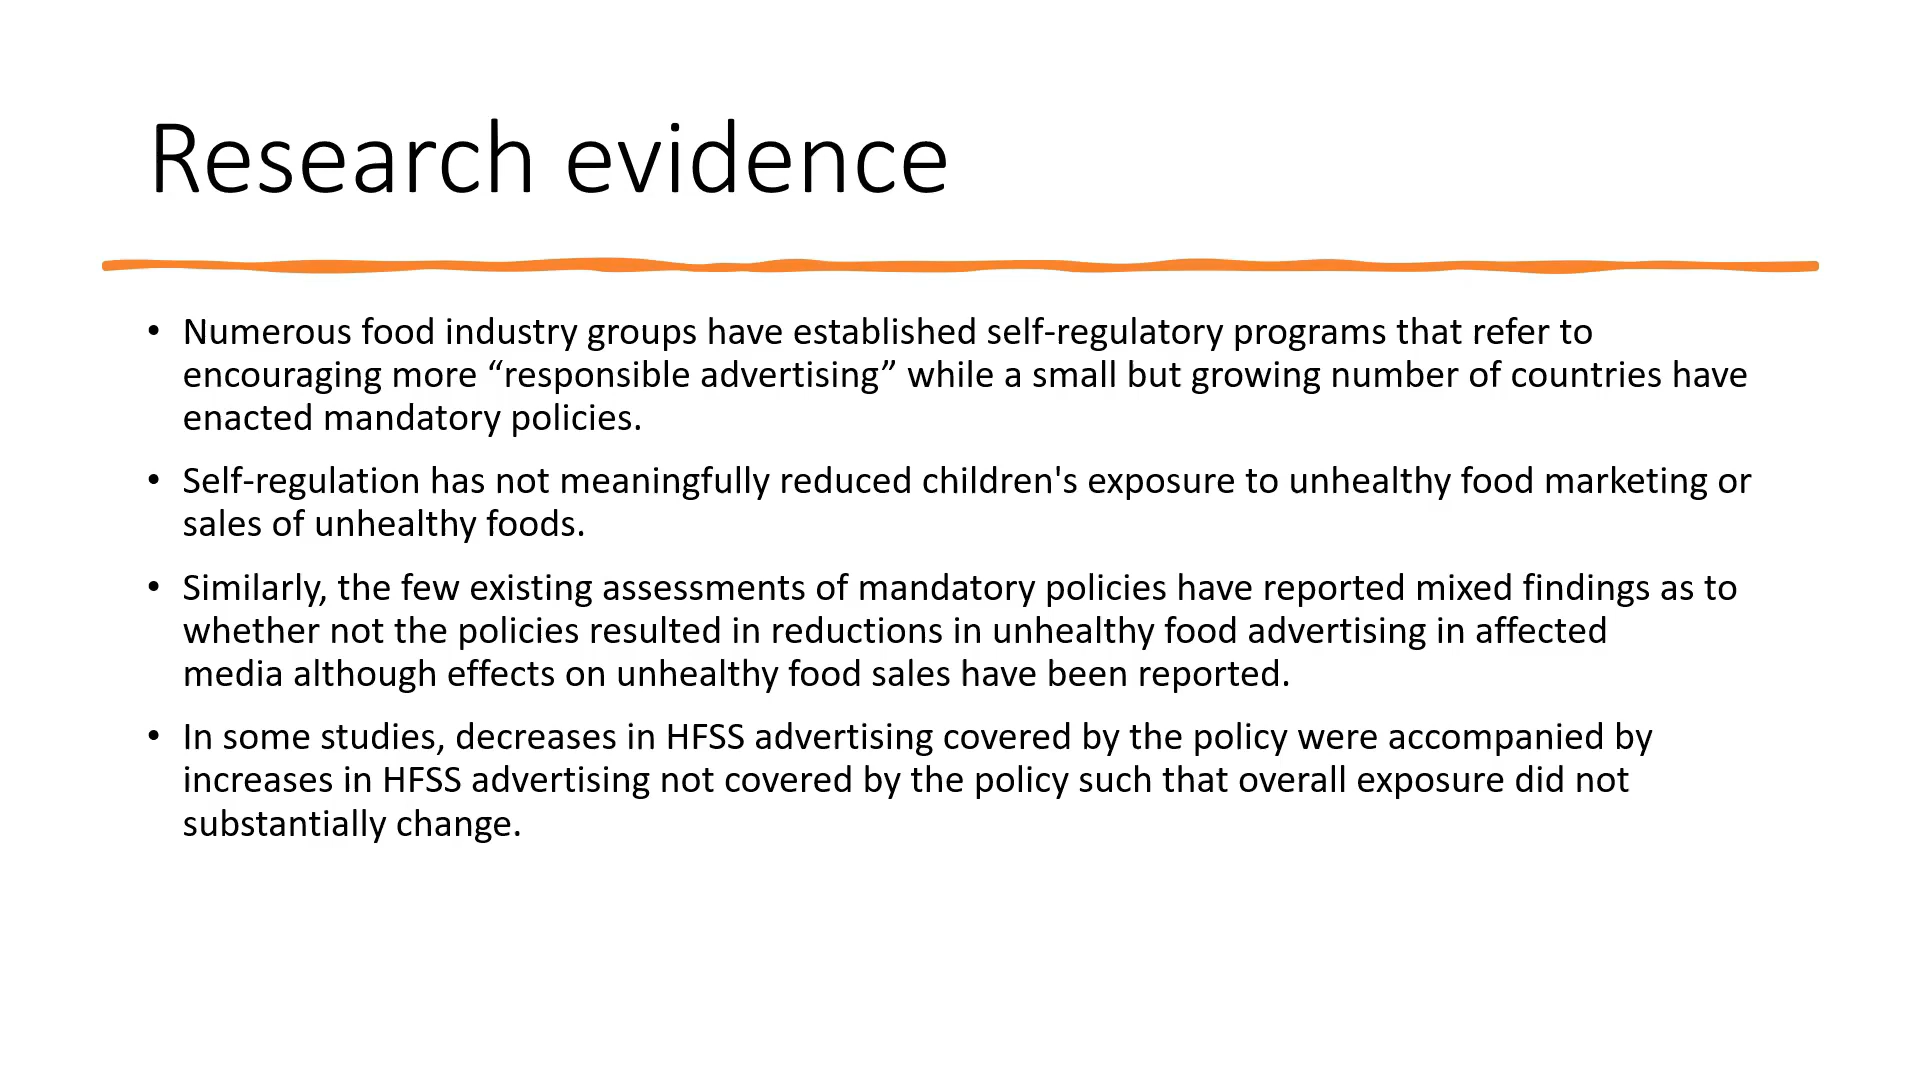 Research evidence
• Numerous food industry groups have established self-regulatory programs that refer to
encouraging more “responsible advertising” while a small but growing number of countries have
enacted mandatory policies.
• Self-regulation has not meaningfully reduced children's exposure to unhealthy food marketing or
sales of unhealthy foods.
• Similarly, the few existing assessments of mandatory policies have reported mixed findings as to
whether not the policies resulted in reductions in unhealthy food advertising in affected
media although effects on unhealthy food sales have been reported.
• In some studies, decreases in HFSS advertising covered by the policy were accompanied by
increases in HFSS advertising not covered by the policy such that overall exposure did not
substantially change.